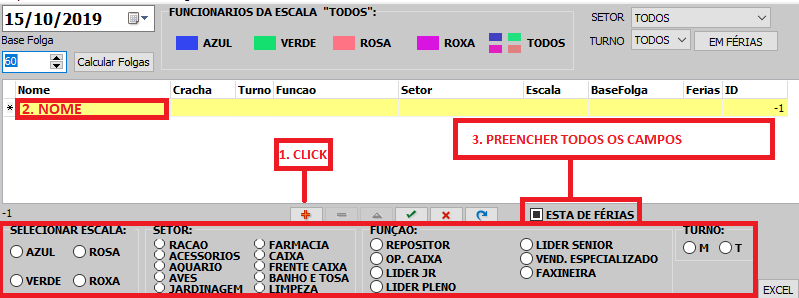 15/10/2019
FUNCIONARIOS DA ESCALA "TODOS":
SETOR TODOS
Base Folga
AZUL VERDE ROSA ROXA TODOS
TURNO TODOS EM FÉRIAS
60 Calcular Folgas
Nome Cracha Turno Funcao Setor Escala BaseFolga Ferias ID
* 2. NOME -1
1. CLICK
3. PREENCHER TODOS OS CAMPOS
-1
ESTA DE FÉRIAS
SELECIONAR ESCALA: SETOR: FUNÇÃO: TURNO:
AZUL ROSA
VERDE ROXA
RACAO FARMACIA
ACESSORIOS CAIXA
AQUARIO FRENTE CAIXA
AVES BANHO E TOSA
JARDINAGEM LIMPEZA
REPOSITOR LIDER SENIOR
OP. CAIXA VEND. ESPECIALIZADO
LIDER JR FAXINEIRA
LIDER PLENO
M T
EXCEL